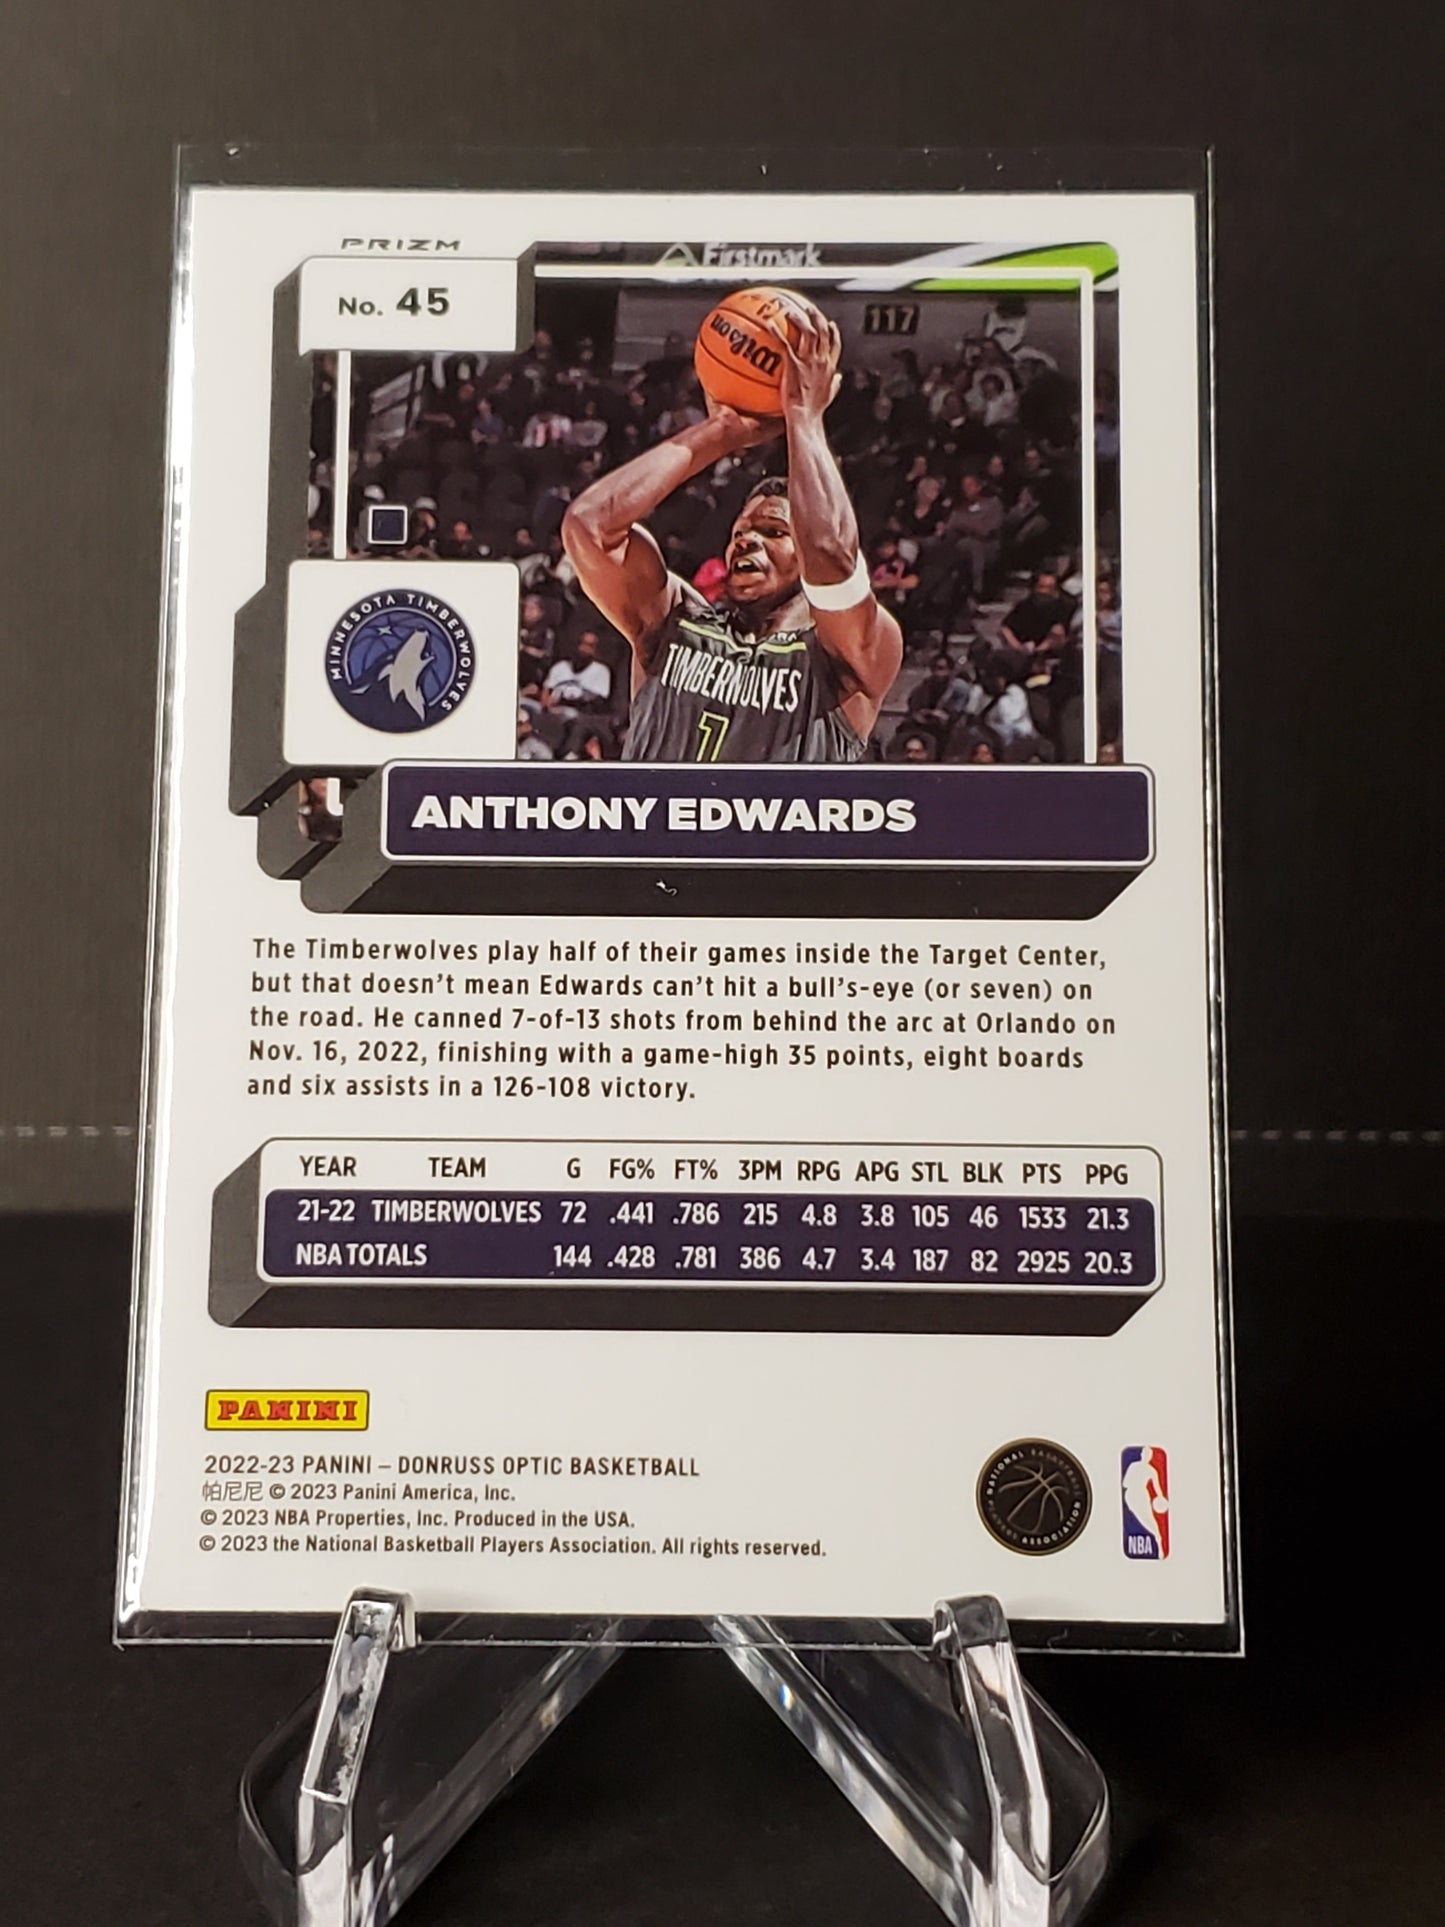 PRIZM
No. 45
Firstmark
117
Wilson
MINNESOTA TIMBERWOLVES
TIMBERWOLVES
1
ANTHONY EDWARDS
The Timberwolves play half of their games inside the Target Center,
but that doesn't mean Edwards can't hit a bull's-eye (or seven) on
the road. He canned 7-of-13 shots from behind the arc at Orlando on
Nov. 16, 2022, finishing with a game-high 35 points, eight boards
and six assists in a 126-108 victory.
YEAR TEAM G FG% FT% 3PM RPG APG STL BLK PTS PPG
21-22 TIMBERWOLVES 72 .441 .786 215 4.8 3.8 105 46 1533 21.3
NBA TOTALS 144 .428 .781 386 4.7 3.4 187 82 2925 20.3
PANINI
2022-23 PANINI – DONRUSS OPTIC BASKETBALL
帕尼尼 © 2023 Panini America, Inc.
© 2023 NBA Properties, Inc. Produced in the USA.
© 2023 the National Basketball Players Association. All rights reserved.
NATIONAL BASKETBALL PLAYERS ASSOCIATION
NBA